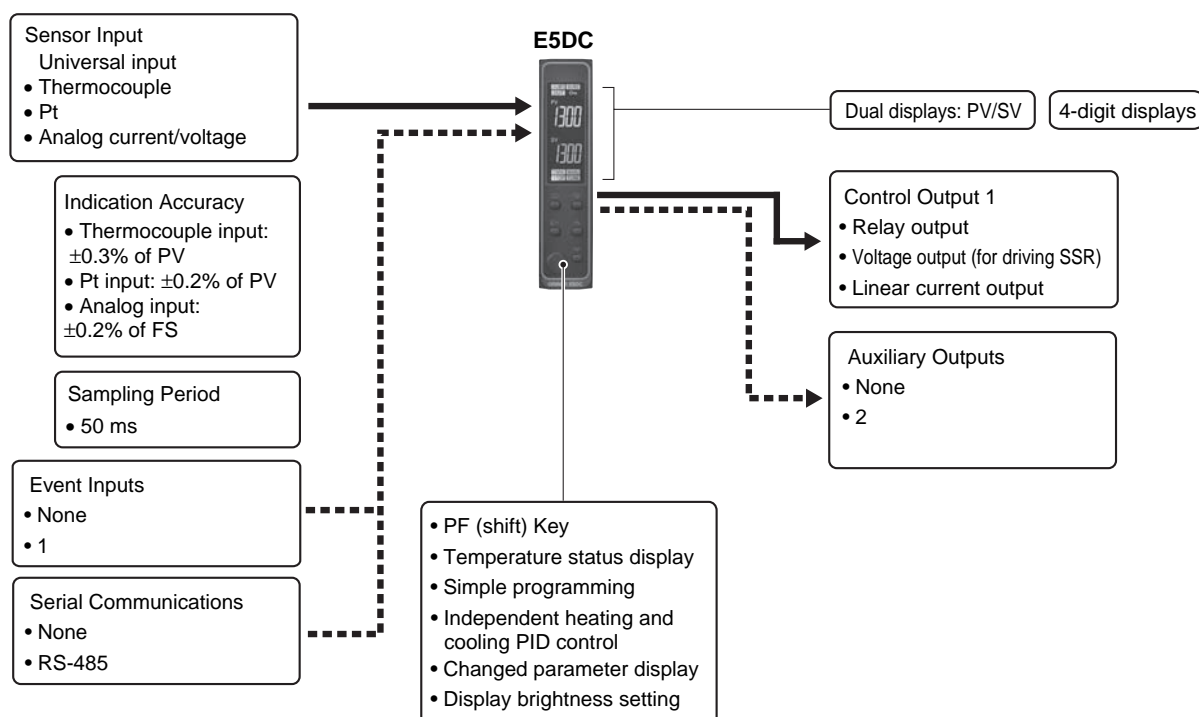 Sensor Input
Universal input
• Thermocouple
• Pt
• Analog current/voltage
Indication Accuracy
• Thermocouple input:
±0.3% of PV
• Pt input: ±0.2% of PV
• Analog input:
±0.2% of FS
Sampling Period
• 50 ms
Event Inputs
• None
• 1
Serial Communications
• None
• RS-485
E5DC
PV
1300
SV
1300
• PF (shift) Key
• Temperature status display
• Simple programming
• Independent heating and
cooling PID control
• Changed parameter display
• Display brightness setting
Dual displays: PV/SV
4-digit displays
Control Output 1
• Relay output
• Voltage output (for driving SSR)
• Linear current output
Auxiliary Outputs
• None
• 2